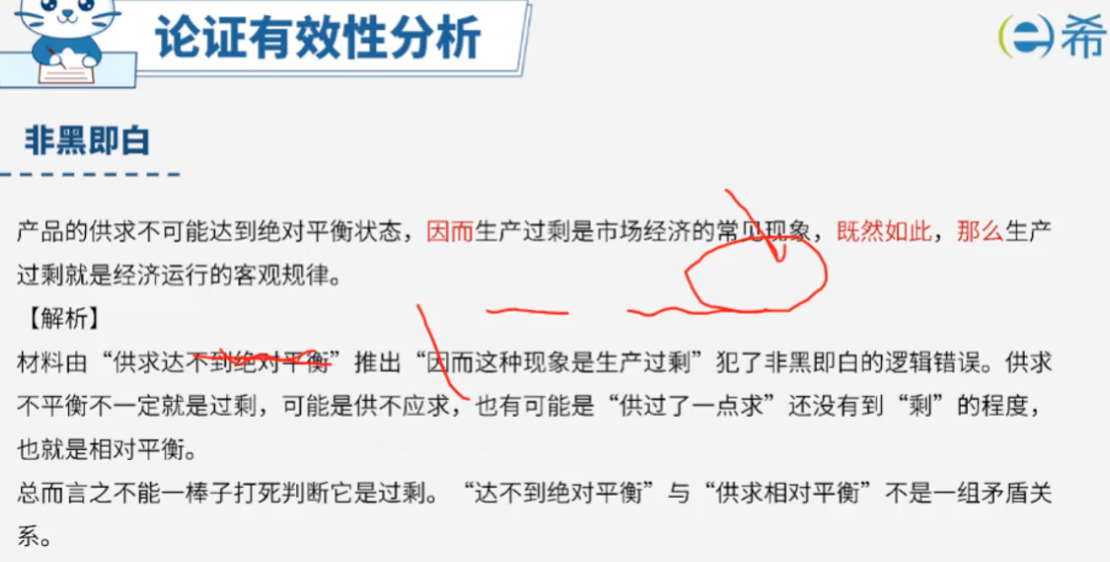 论证有效性分析
希
非黑即白
产品的供求不可能达到绝对平衡状态，因而生产过剩是市场经济的常见现象，既然如此，那么生产
过剩就是经济运行的客观规律。
【解析】
材料由“供求达不到绝对平衡”推出“因而这种现象是生产过剩”犯了非黑即白的逻辑错误。供求
不平衡不一定就是过剩，可能是供不应求，也有可能是“供过了一点求”还没有到“剩”的程度，
也就是相对平衡。
总而言之不能一棒子打死判断它是过剩。“达不到绝对平衡”与“供求相对平衡”不是一组矛盾关
系。